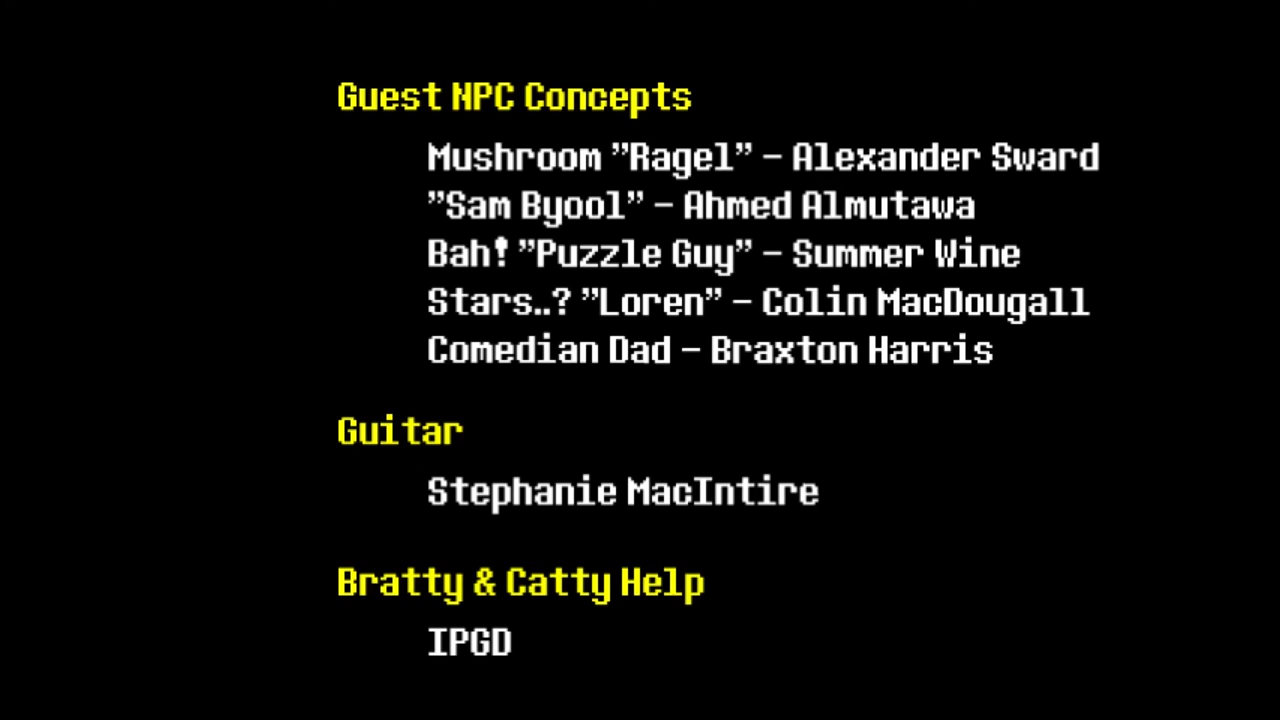 Guest NPC Concepts
Mushroom ”Ragel” - Alexander Sward
”Sam Byool” - Ahmed Almutawa
Bah! ”Puzzle Guy” - Summer Wine
Stars..? ”Loren” - Colin MacDougall
Comedian Dad - Braxton Harris
Guitar
Stephanie MacIntire
Bratty & Catty Help
IPGD